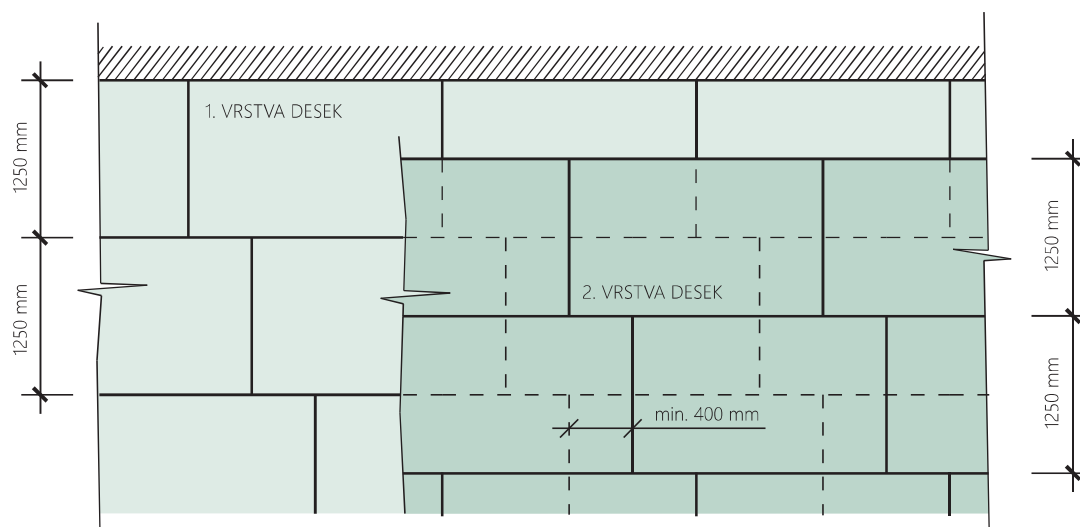 1. VRSTVA DESEK
1250 mm
1250 mm
2. VRSTVA DESEK
1250 mm
1250 mm
min. 400 mm